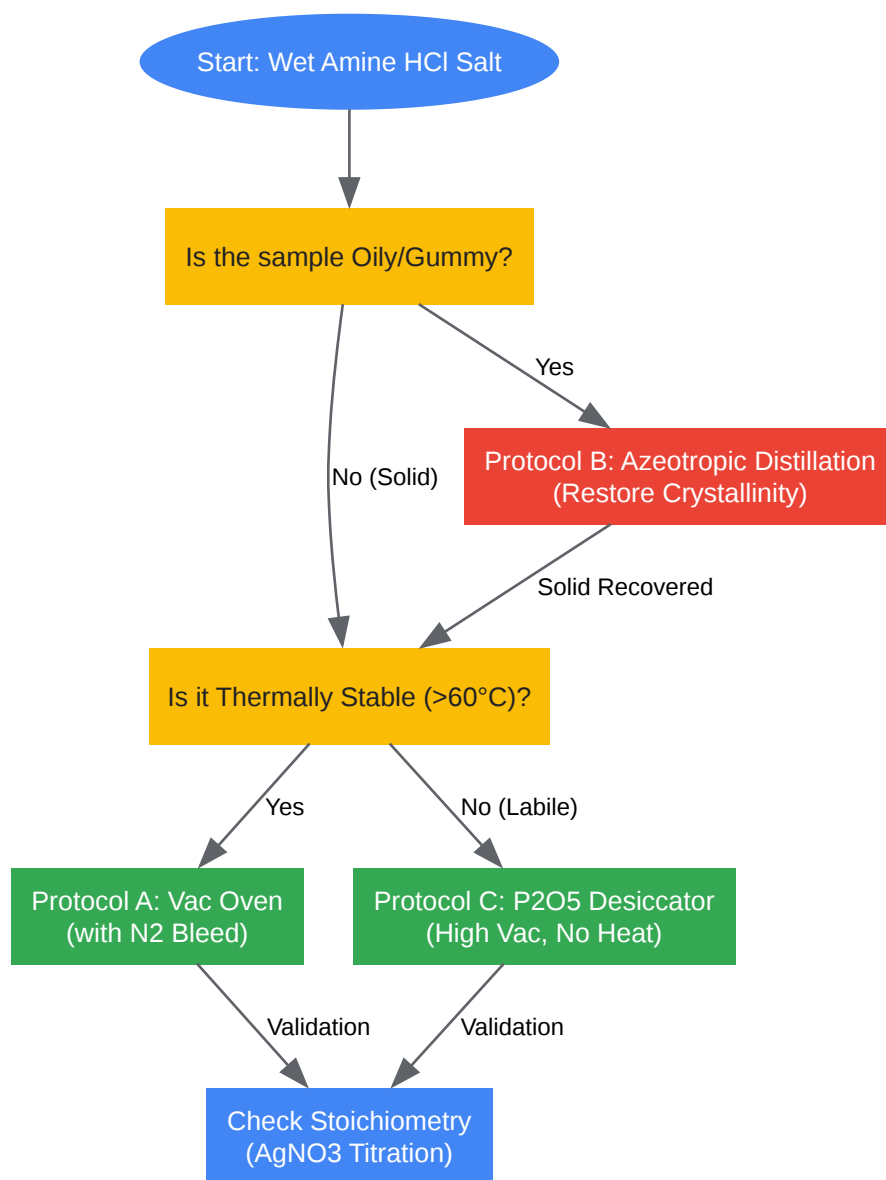 Start: Wet Amine HCl Salt
Is the sample Oily/Gummy?
Yes
Protocol B: Azeotropic Distillation
(Restore Crystallinity)
No (Solid)
Solid Recovered
Is it Thermally Stable (>60°C)?
Yes
No (Labile)
Protocol A: Vac Oven
(with N2 Bleed)
Protocol C: P2O5 Desiccator
(High Vac, No Heat)
Validation
Validation
Check Stoichiometry
(AgNO3 Titration)